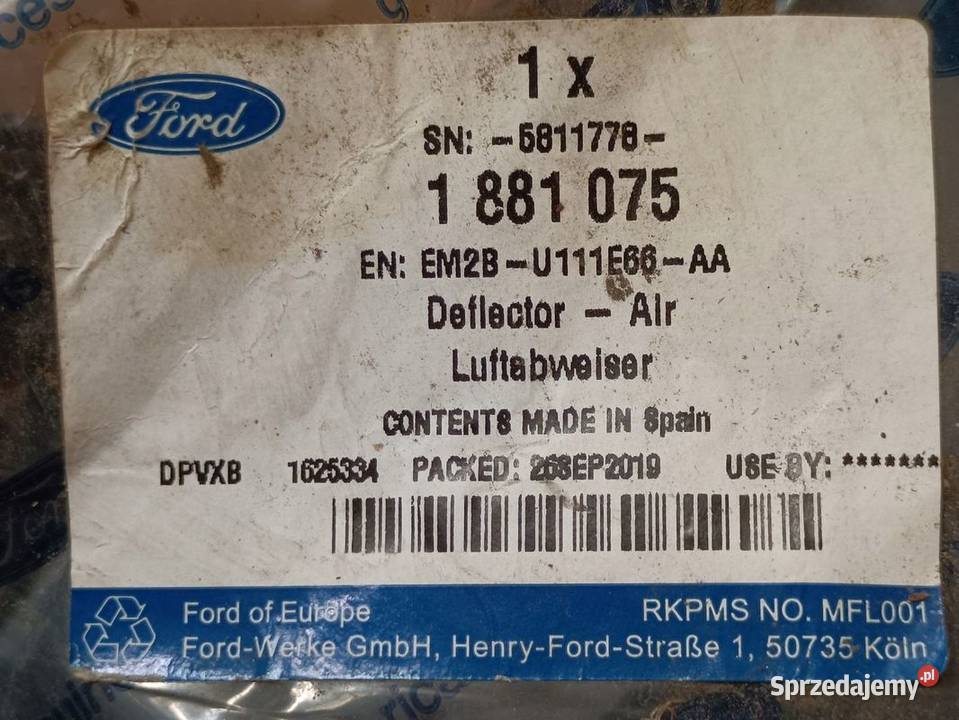 Ford
1 x
SN: -5811778-
1 881 075
EN: EM2B-U111E66-AA
Deflector - Air
Luftabweiser
CONTENTS MADE IN Spain
DPVXB 1625334 PACKED: 26SEP2019 USE BY: *******
Ford of Europe RKPMS NO. MFL001
Ford-Werke GmbH, Henry-Ford-Straße 1, 50735 Köln
Sprzedajemy.pl